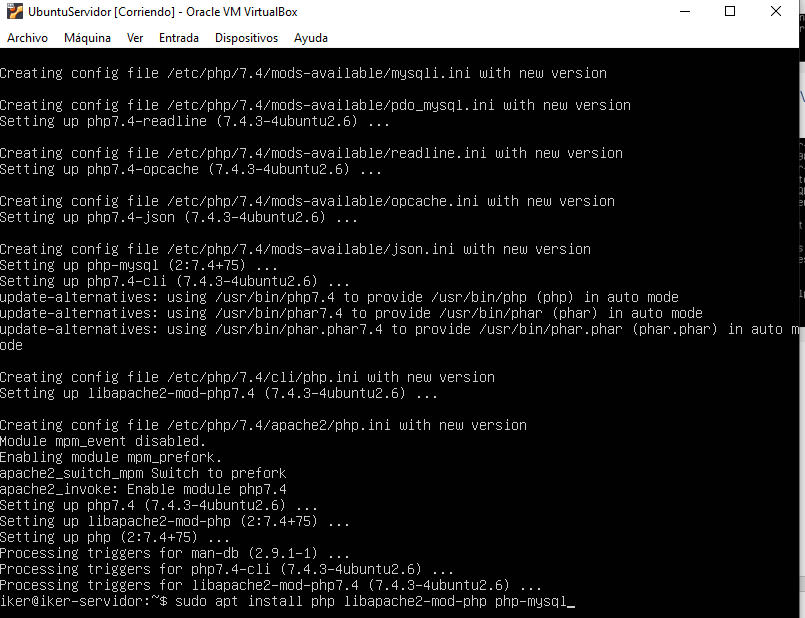 UbuntuServidor [Corriendo] - Oracle VM VirtualBox
Archivo Máquina Ver Entrada Dispositivos Ayuda
Creating config file /etc/php/7.4/mods-available/mysqli.ini with new version
Creating config file /etc/php/7.4/mods-available/pdo_mysql.ini with new version
Setting up php7.4-readline (7.4.3-4ubuntu2.6) ...
Creating config file /etc/php/7.4/mods-available/readline.ini with new version
Setting up php7.4-opcache (7.4.3-4ubuntu2.6) ...
Creating config file /etc/php/7.4/mods-available/opcache.ini with new version
Setting up php7.4-json (7.4.3-4ubuntu2.6) ...
Creating config file /etc/php/7.4/mods-available/json.ini with new version
Setting up php-mysql (2:7.4+75) ...
Setting up php7.4-cli (7.4.3-4ubuntu2.6) ...
update-alternatives: using /usr/bin/php7.4 to provide /usr/bin/php (php) in auto mode
update-alternatives: using /usr/bin/phar7.4 to provide /usr/bin/phar (phar) in auto mode
update-alternatives: using /usr/bin/phar.phar7.4 to provide /usr/bin/phar.phar (phar.phar) in auto m
ode
Creating config file /etc/php/7.4/cli/php.ini with new version
Setting up libapache2-mod-php7.4 (7.4.3-4ubuntu2.6) ...
Creating config file /etc/php/7.4/apache2/php.ini with new version
Module mpm_event disabled.
Enabling module mpm_prefork.
apache2_switch_mpm Switch to prefork
apache2_invoke: Enable module php7.4
Setting up php7.4 (7.4.3-4ubuntu2.6) ...
Setting up libapache2-mod-php (2:7.4+75) ...
Setting up php (2:7.4+75) ...
Processing triggers for man-db (2.9.1-1) ...
Processing triggers for php7.4-cli (7.4.3-4ubuntu2.6) ...
Processing triggers for libapache2-mod-php7.4 (7.4.3-4ubuntu2.6) ...
iker@iker-servidor:~$ sudo apt install php libapache2-mod-php php-mysql_